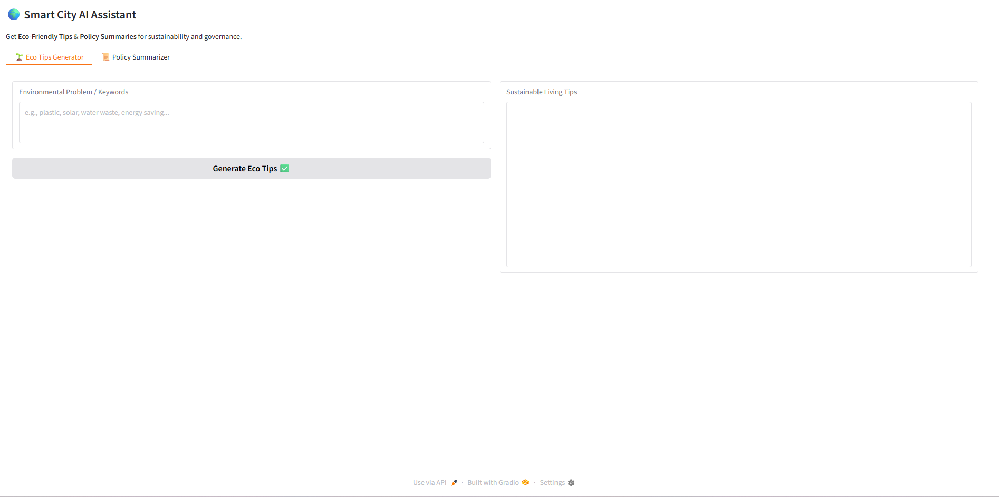 Smart City AI Assistant
Get Eco-Friendly Tips & Policy Summaries for sustainability and governance.
Eco Tips Generator
Policy Summarizer
Environmental Problem / Keywords
e.g., plastic, solar, water waste, energy saving...
Generate Eco Tips ✅
Sustainable Living Tips
Use via API · Built with Gradio · Settings